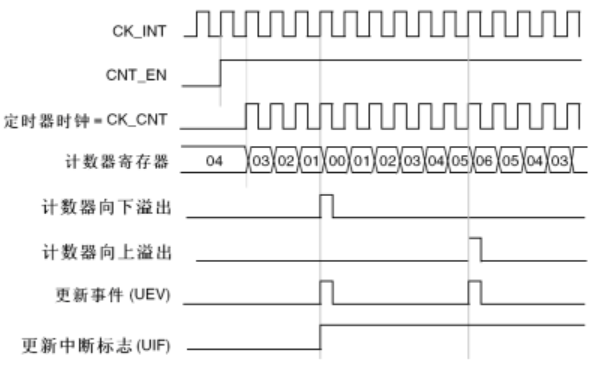 CK_INT
CNT_EN
定时器时钟=CK_CNT
计数器寄存器 04 03 02 01 00 01 02 03 04 05 06 05 04 03
计数器向下溢出
计数器向上溢出
更新事件(UEV)
更新中断标志(UIF)